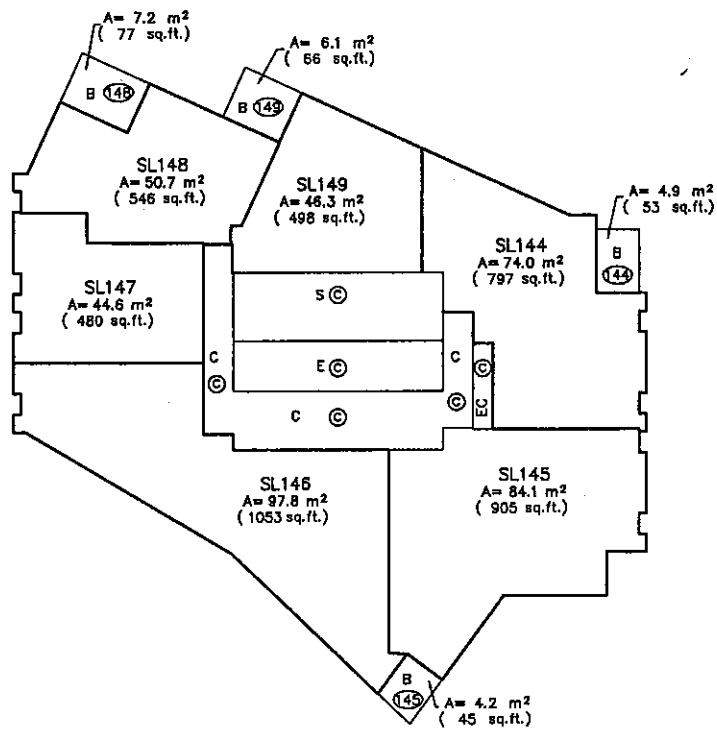 A= 7.2 m²
( 77 sq.ft.)
A= 6.1 m²
( 66 sq.ft.)
B 148
B 149
SL148
A= 50.7 m²
( 546 sq.ft.)
SL149
A= 46.3 m²
( 498 sq.ft.)
A= 4.9 m²
( 53 sq.ft.)
SL144
A= 74.0 m²
( 797 sq.ft.)
B
144
SL147
A= 44.6 m²
( 480 sq.ft.)
S C
E C
C
C
C C
C
C
C
EC
SL146
A= 97.8 m²
( 1053 sq.ft.)
SL145
A= 84.1 m²
( 905 sq.ft.)
B
145
A= 4.2 m²
( 45 sq.ft.)